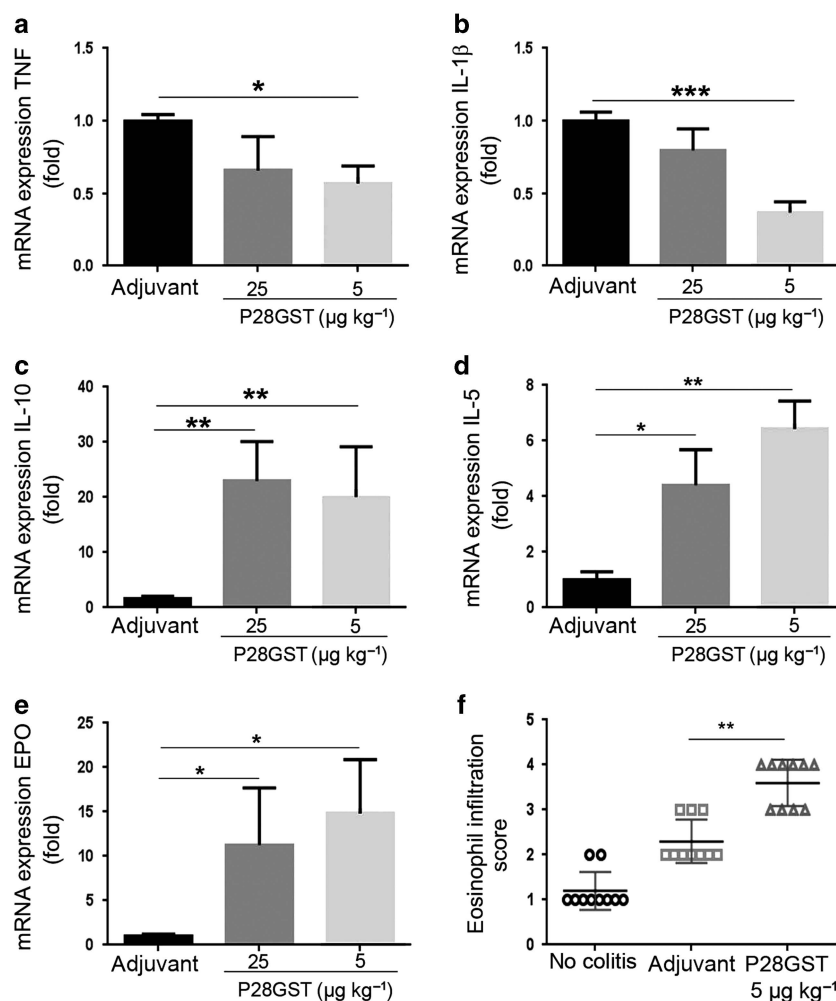 a
mRNA expression TNF
(fold)
1.5
1.0
0.5
0.0
*
Adjuvant
25
5
P28GST (µg kg⁻¹)
b
mRNA expression IL-1β
(fold)
1.5
1.0
0.5
0.0
***
Adjuvant
25
5
P28GST (µg kg⁻¹)
c
mRNA expression IL-10
(fold)
40
30
20
10
0
**
**
Adjuvant
25
5
P28GST (µg kg⁻¹)
d
mRNA expression IL-5
(fold)
8
6
4
2
0
**
*
Adjuvant
25
5
P28GST (µg kg⁻¹)
e
mRNA expression EPO
(fold)
25
20
15
10
5
0
*
*
Adjuvant
25
5
P28GST (µg kg⁻¹)
f
Eosinophil infiltration
score
5
4
3
2
1
0
**
No colitis
Adjuvant
P28GST
5 µg kg⁻¹